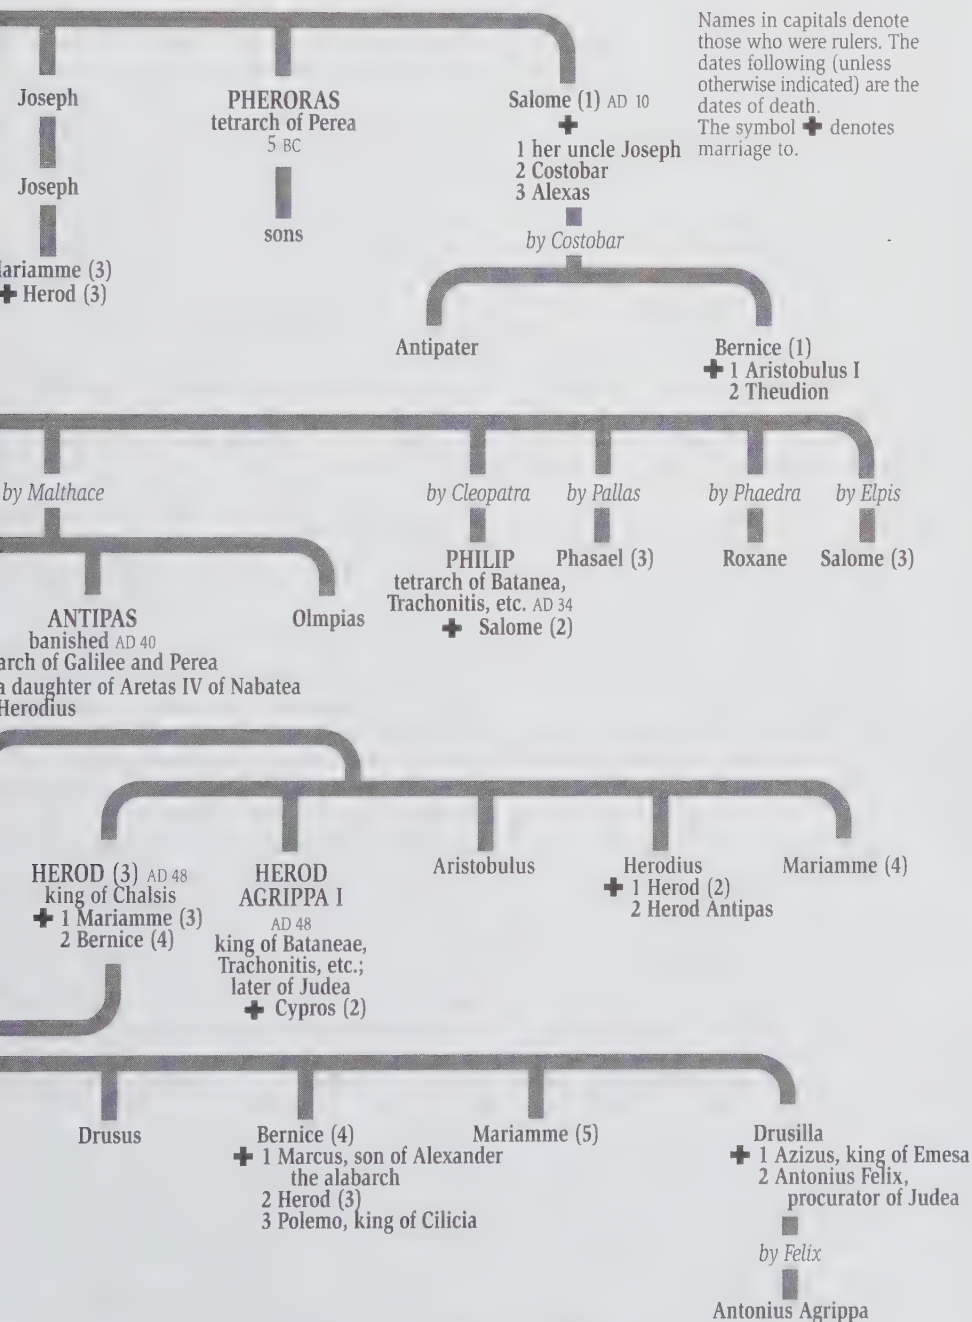 Names in capitals denote
those who were rulers. The
dates following (unless
otherwise indicated) are the
dates of death.
The symbol ✚ denotes
marriage to.
Joseph
Joseph
ariamme (3)
✚ Herod (3)
PHERORAS
tetrarch of Perea
5 BC
sons
Salome (1) AD 10
✚
1 her uncle Joseph
2 Costobar
3 Alexas
by Costobar
Antipater
Bernice (1)
✚ 1 Aristobulus I
2 Theudion
by Malthace
by Cleopatra
by Pallas
by Phaedra
by Elpis
ANTIPAS
banished AD 40
arch of Galilee and Perea
a daughter of Aretas IV of Nabatea
Herodius
Olmpias
PHILIP
tetrarch of Batanea,
Trachonitis, etc. AD 34
✚ Salome (2)
Phasael (3)
Roxane
Salome (3)
HEROD (3) AD 48
king of Chalsis
✚ 1 Mariamme (3)
2 Bernice (4)
HEROD
AGRIPPA I
AD 48
king of Bataneae,
Trachonitis, etc.;
later of Judea
✚ Cypros (2)
Aristobulus
Herodius
✚ 1 Herod (2)
2 Herod Antipas
Mariamme (4)
Drusus
Bernice (4)
✚ 1 Marcus, son of Alexander
the alabarch
2 Herod (3)
3 Polemo, king of Cilicia
Mariamme (5)
Drusilla
✚ 1 Azizus, king of Emesa
2 Antonius Felix,
procurator of Judea
by Felix
Antonius Agrippa